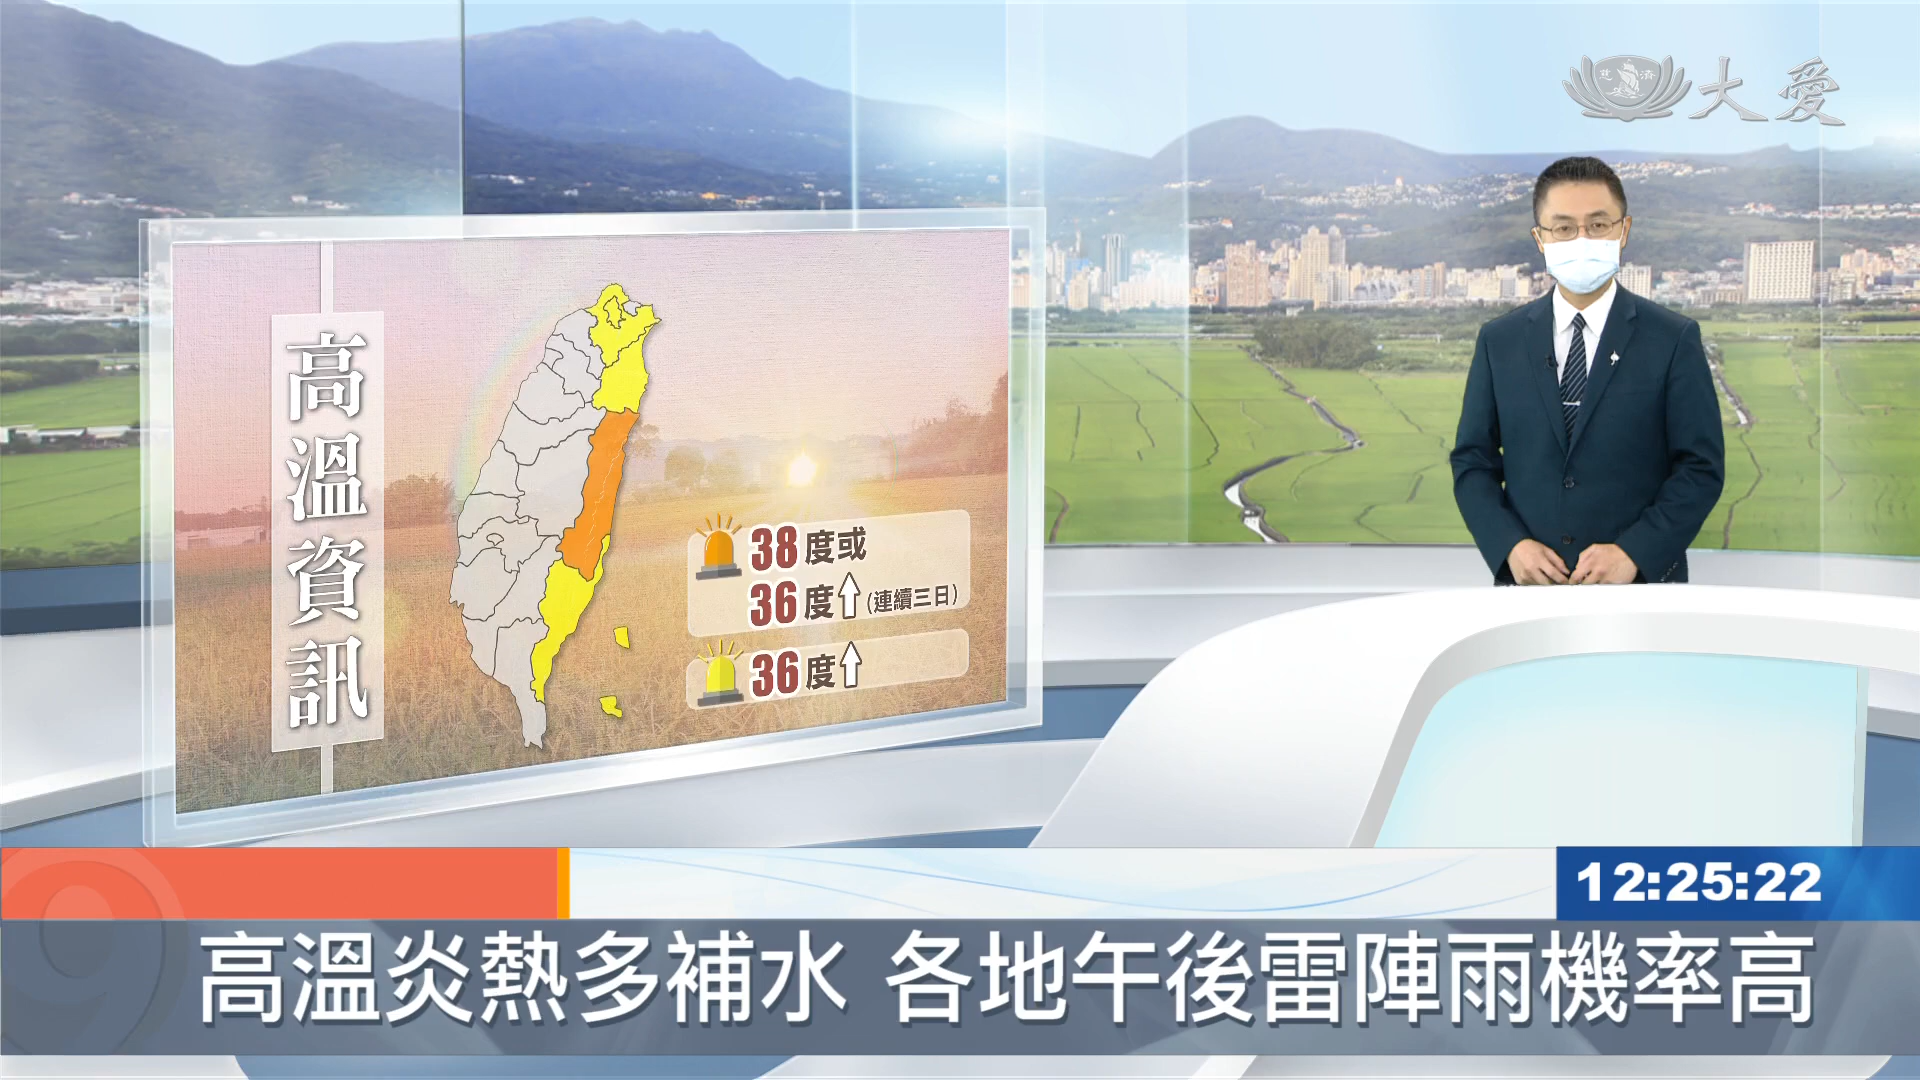 慈濟
大愛
高溫資訊
38度或
36度↑(連續三日)
36度↑
12:25:22
高溫炎熱多補水 各地午後雷陣雨機率高